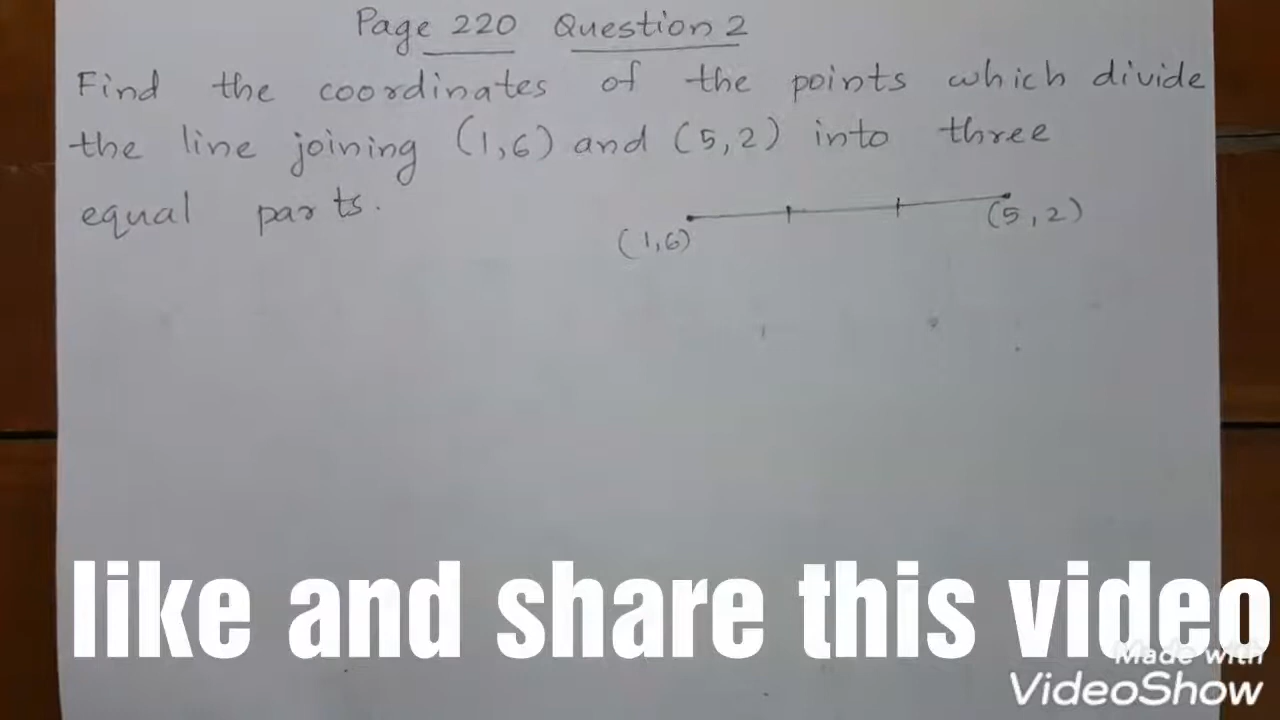 Page 220 Question 2
Find the coordinates of the points which divide
the line joining (1,6) and (5,2) into three
equal parts.
(1,6)
(5,2)
like and share this video
Made with
VideoShow